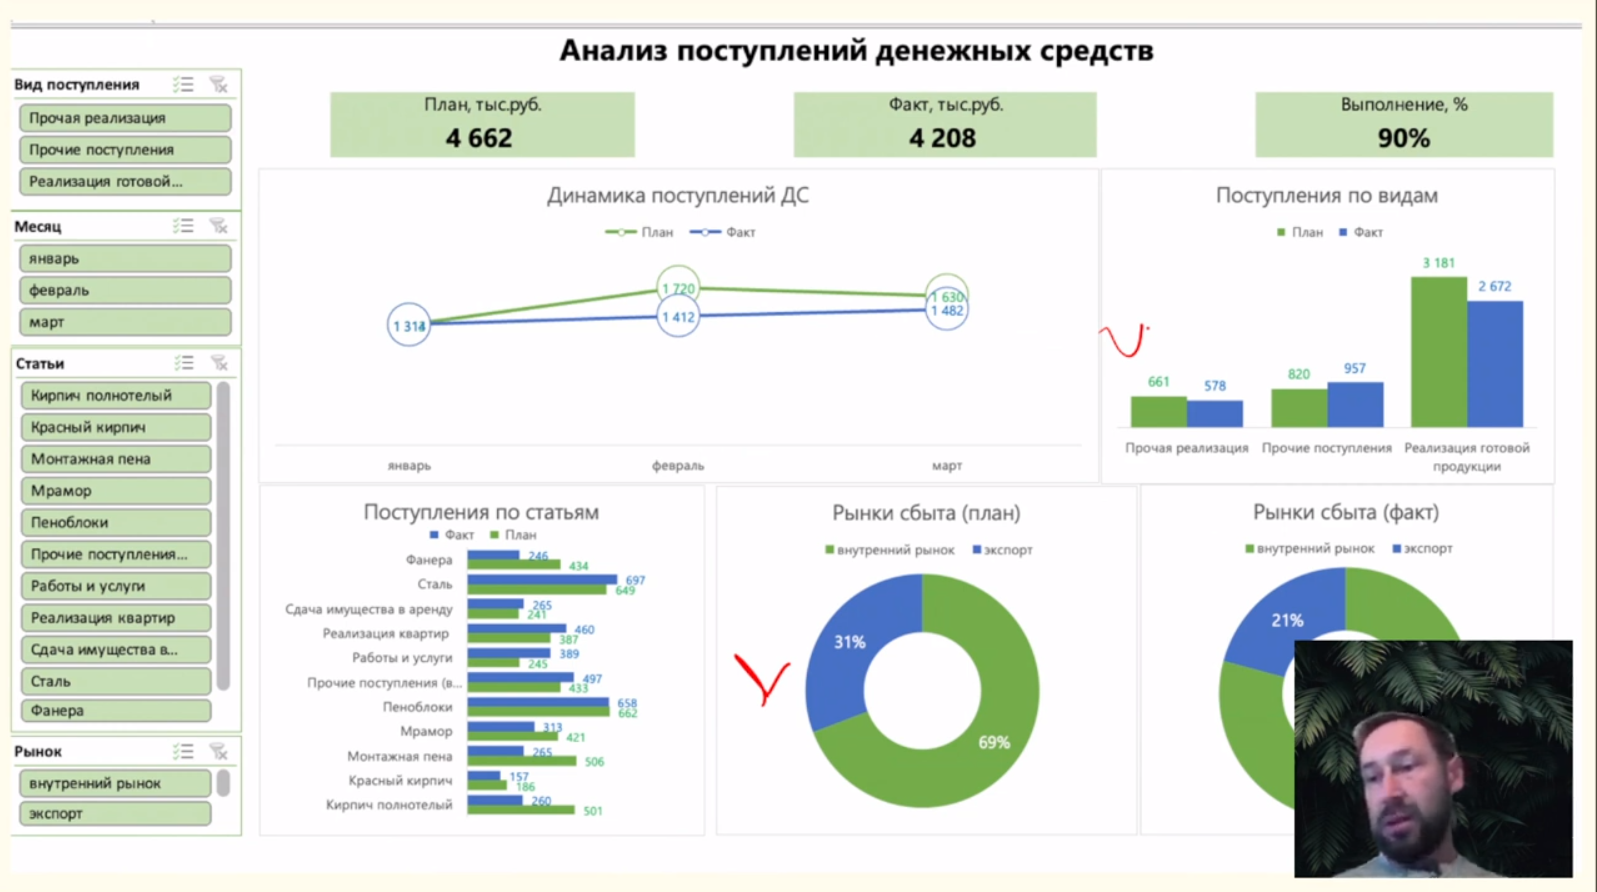 Анализ поступлений денежных средств
Вид поступления
Прочая реализация
Прочие поступления
Реализация готовой...
Месяц
январь
февраль
март
Статьи
Кирпич полнотелый
Красный кирпич
Монтажная пена
Мрамор
Пеноблоки
Прочие поступления...
Работы и услуги
Реализация квартир
Сдача имущества в...
Сталь
Фанера
Рынок
внутренний рынок
экспорт
План, тыс.руб.
4 662
Факт, тыс.руб.
4 208
Выполнение, %
90%
Динамика поступлений ДС
План Факт
1 720
1 630
1 412
1 482
январь февраль март
Поступления по видам
План Факт
3 181
2 672
661 578 820 957
Прочая реализация Прочие поступления Реализация готовой
продукции
Поступления по статьям
Факт План
Фанера 246
434
Сталь 697
649
Сдача имущества в аренду 265
241
Реализация квартир 460
387
Работы и услуги 389
245
Прочие поступления (в... 497
433
Пеноблоки 658
662
Мрамор 313
421
Монтажная пена 265
506
Красный кирпич 157
186
Кирпич полнотелый 260
501
Рынки сбыта (план)
внутренний рынок экспорт
31%
69%
Рынки сбыта (факт)
внутренний рынок экспорт
21%